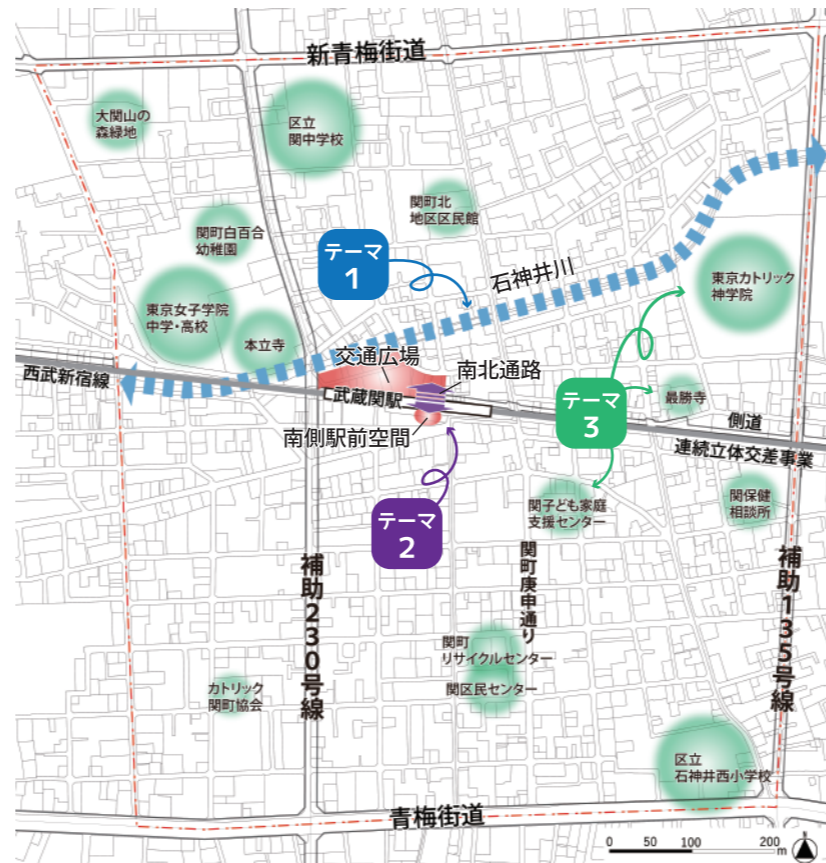 新青梅街道
大関山の
森緑地
区立
関中学校
関町北
地区区民館
関町白百合
幼稚園
テーマ
1
石神井川
東京カトリック
神学院
東京女子学院
中学・高校
本立寺
交通広場
南北通路
西武新宿線
武蔵関駅
テーマ
3
最勝寺
側道
南側駅前空間
連続立体交差事業
テーマ
2
関子ども家庭
支援センター
関保健
相談所
補助230号線
関町庚申通り
補助135号線
関町
リサイクルセンター
関区民センター
カトリック
関町協会
区立
石神井西小学校
青梅街道
0 50 100 200
m